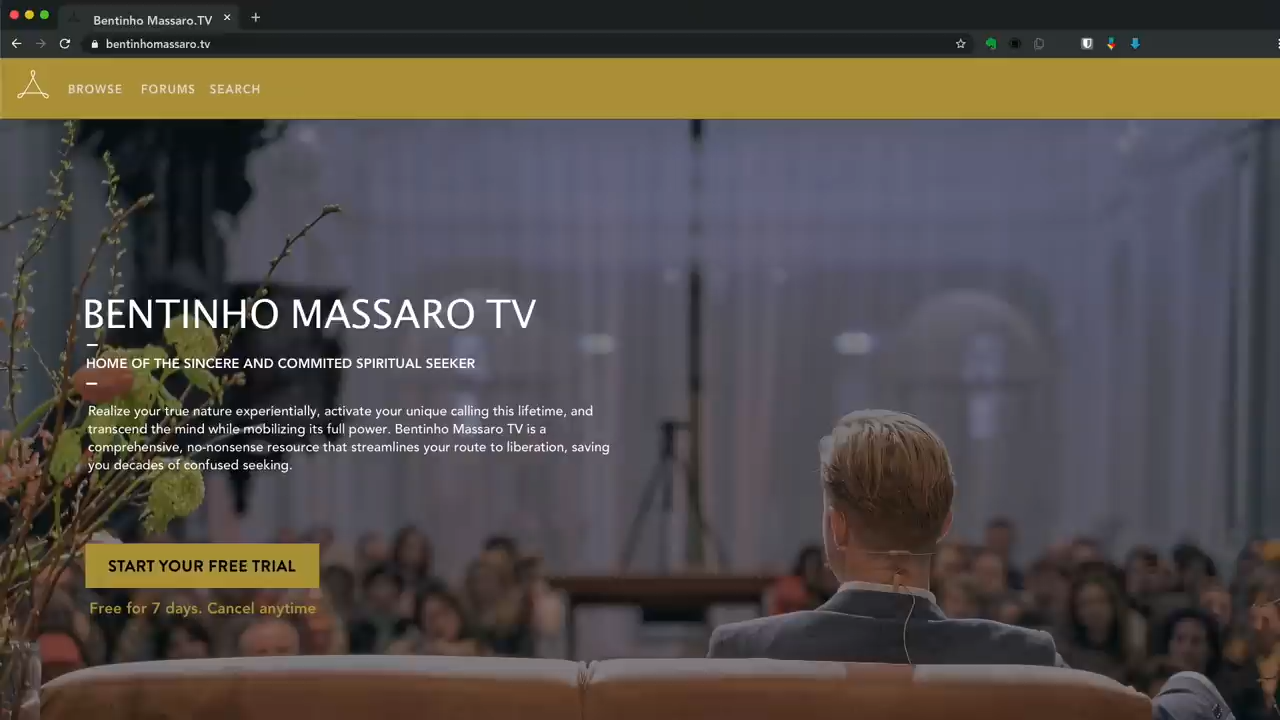 Bentinho Massaro.TV
bentinhomassaro.tv
BROWSE FORUMS SEARCH
BENTINHO MASSARO TV
HOME OF THE SINCERE AND COMMITED SPIRITUAL SEEKER
Realize your true nature experientially, activate your unique calling this lifetime, and
transcend the mind while mobilizing its full power. Bentinho Massaro TV is a
comprehensive, no-nonsense resource that streamlines your route to liberation, saving
you decades of confused seeking.
START YOUR FREE TRIAL
Free for 7 days. Cancel anytime